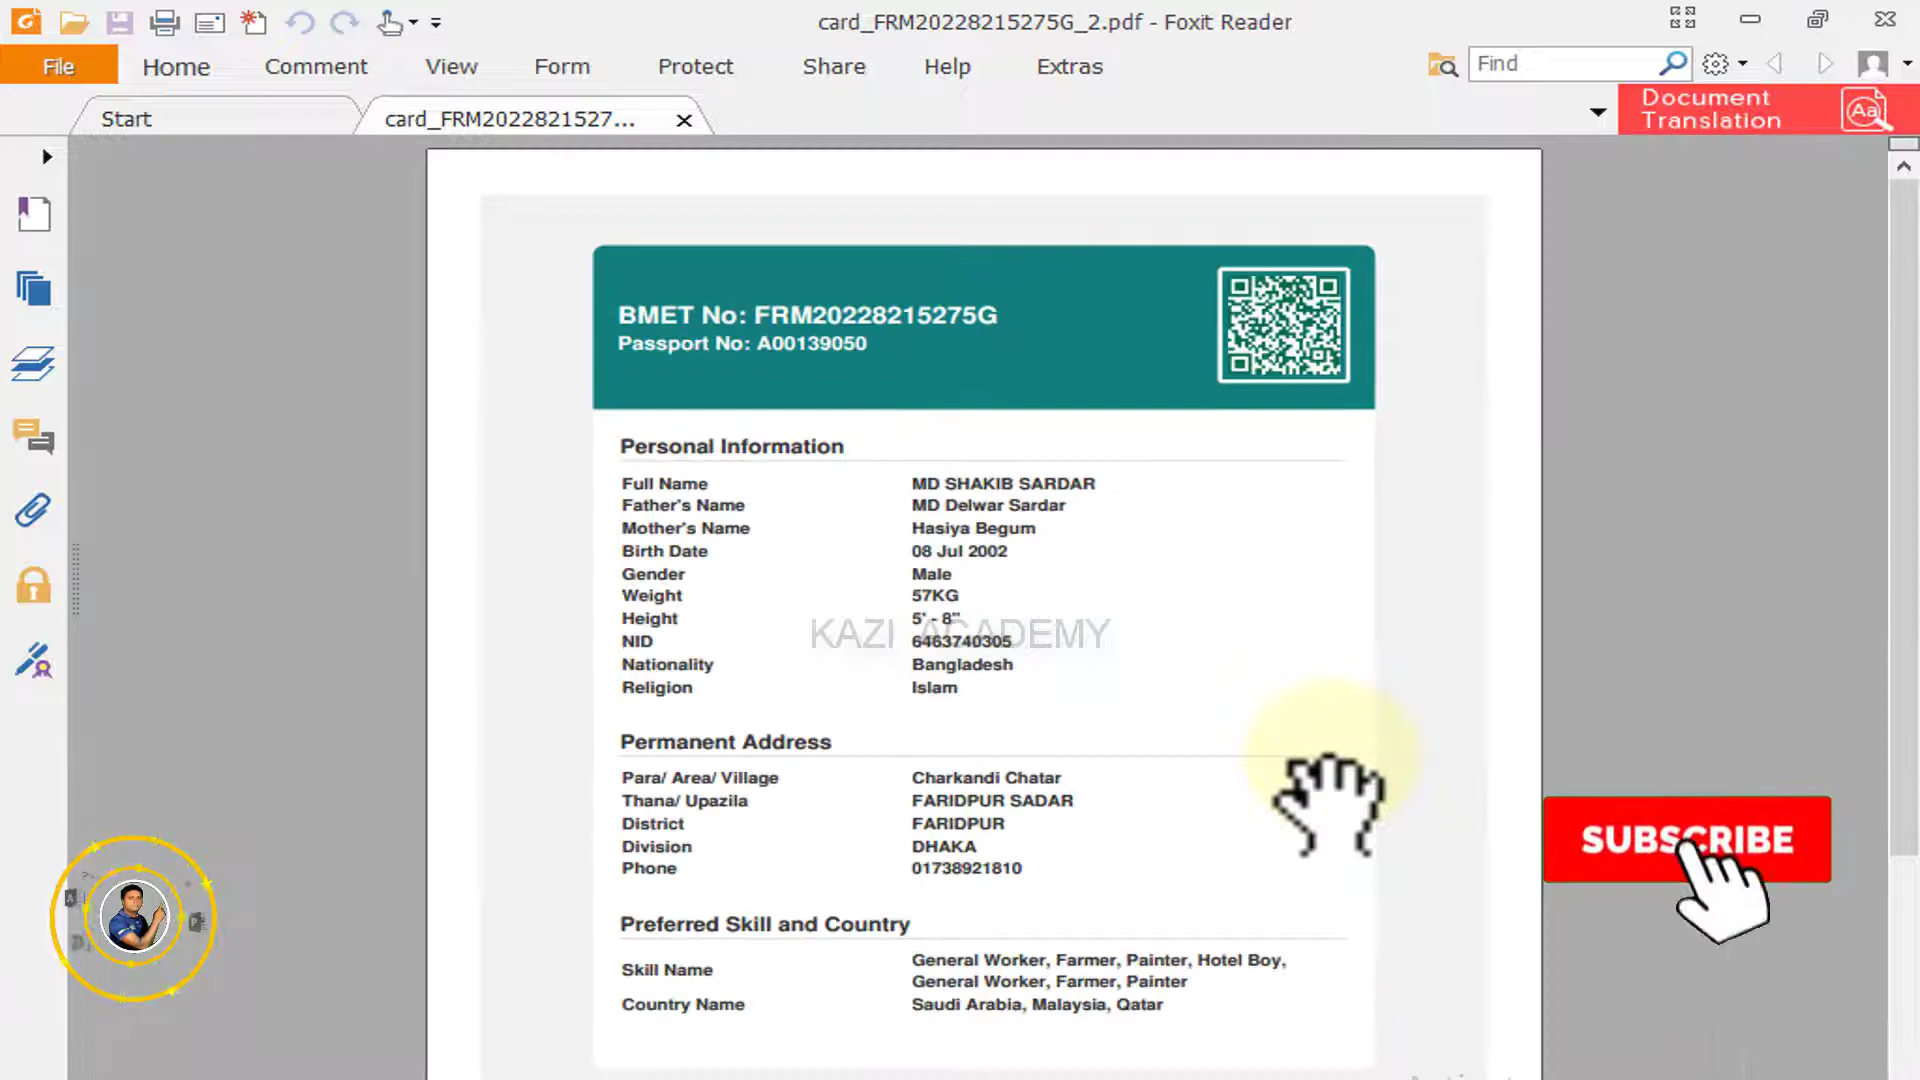 card_FRM20228215275G_2.pdf - Foxit Reader
File Home Comment View Form Protect Share Help Extras Find
Start card_FRM2022821527...
Document
Translation
BMET No: FRM20228215275G
Passport No: A00139050
Personal Information
Full Name MD SHAKIB SARDAR
Father's Name MD Delwar Sardar
Mother's Name Hasiya Begum
Birth Date 08 Jul 2002
Gender Male
Weight 57KG
Height 5' - 8"
KAZI ACADEMY
NID 6463740305
Nationality Bangladesh
Religion Islam
Permanent Address
Para/ Area/ Village Charkandi Chatar
Thana/ Upazila FARIDPUR SADAR
District FARIDPUR
Division DHAKA
Phone 01738921810
SUBSCRIBE
Preferred Skill and Country
Skill Name General Worker, Farmer, Painter, Hotel Boy,
General Worker, Farmer, Painter
Country Name Saudi Arabia, Malaysia, Qatar